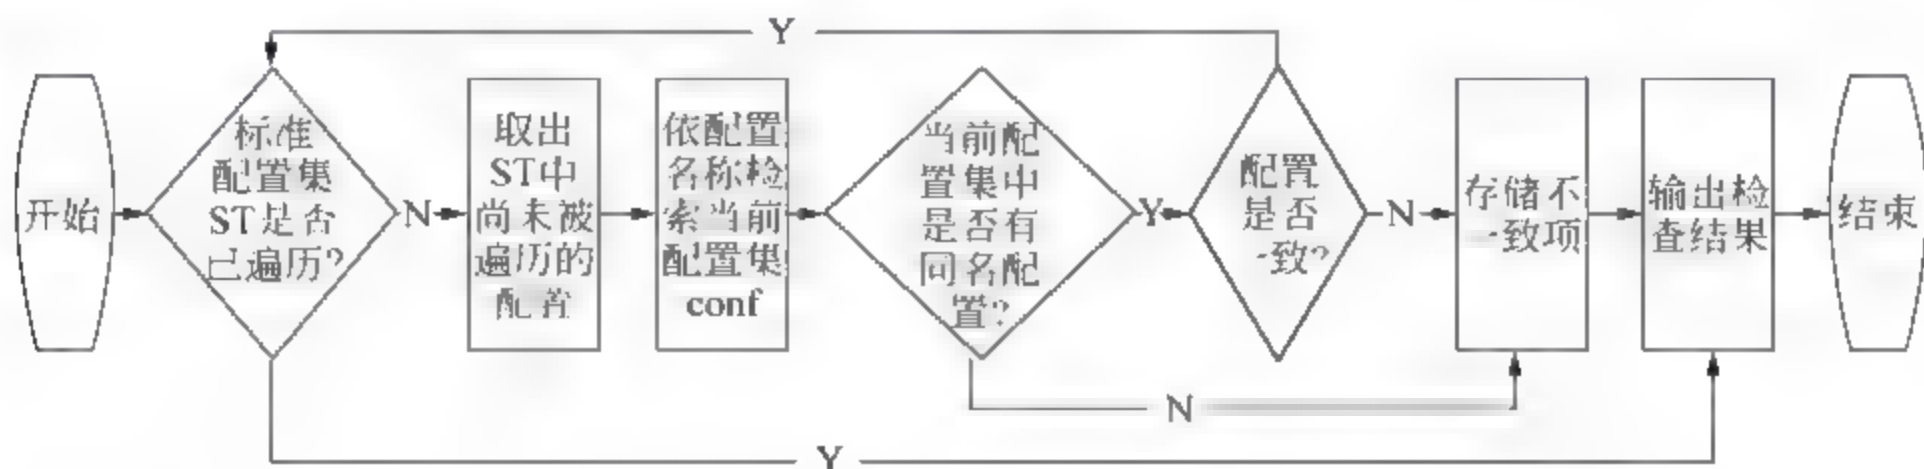 Y
开始
标准
配置集
ST是否
已遍历?
N
取出
ST中
尚未被
遍历的
配置
依配置
名称检
索当前
配置集
conf
当前配
置集中
是否有
同名配
置?
Y
配置
是否
一致?
N
存储不
一致项
输出检
查结果
结束
N
Y